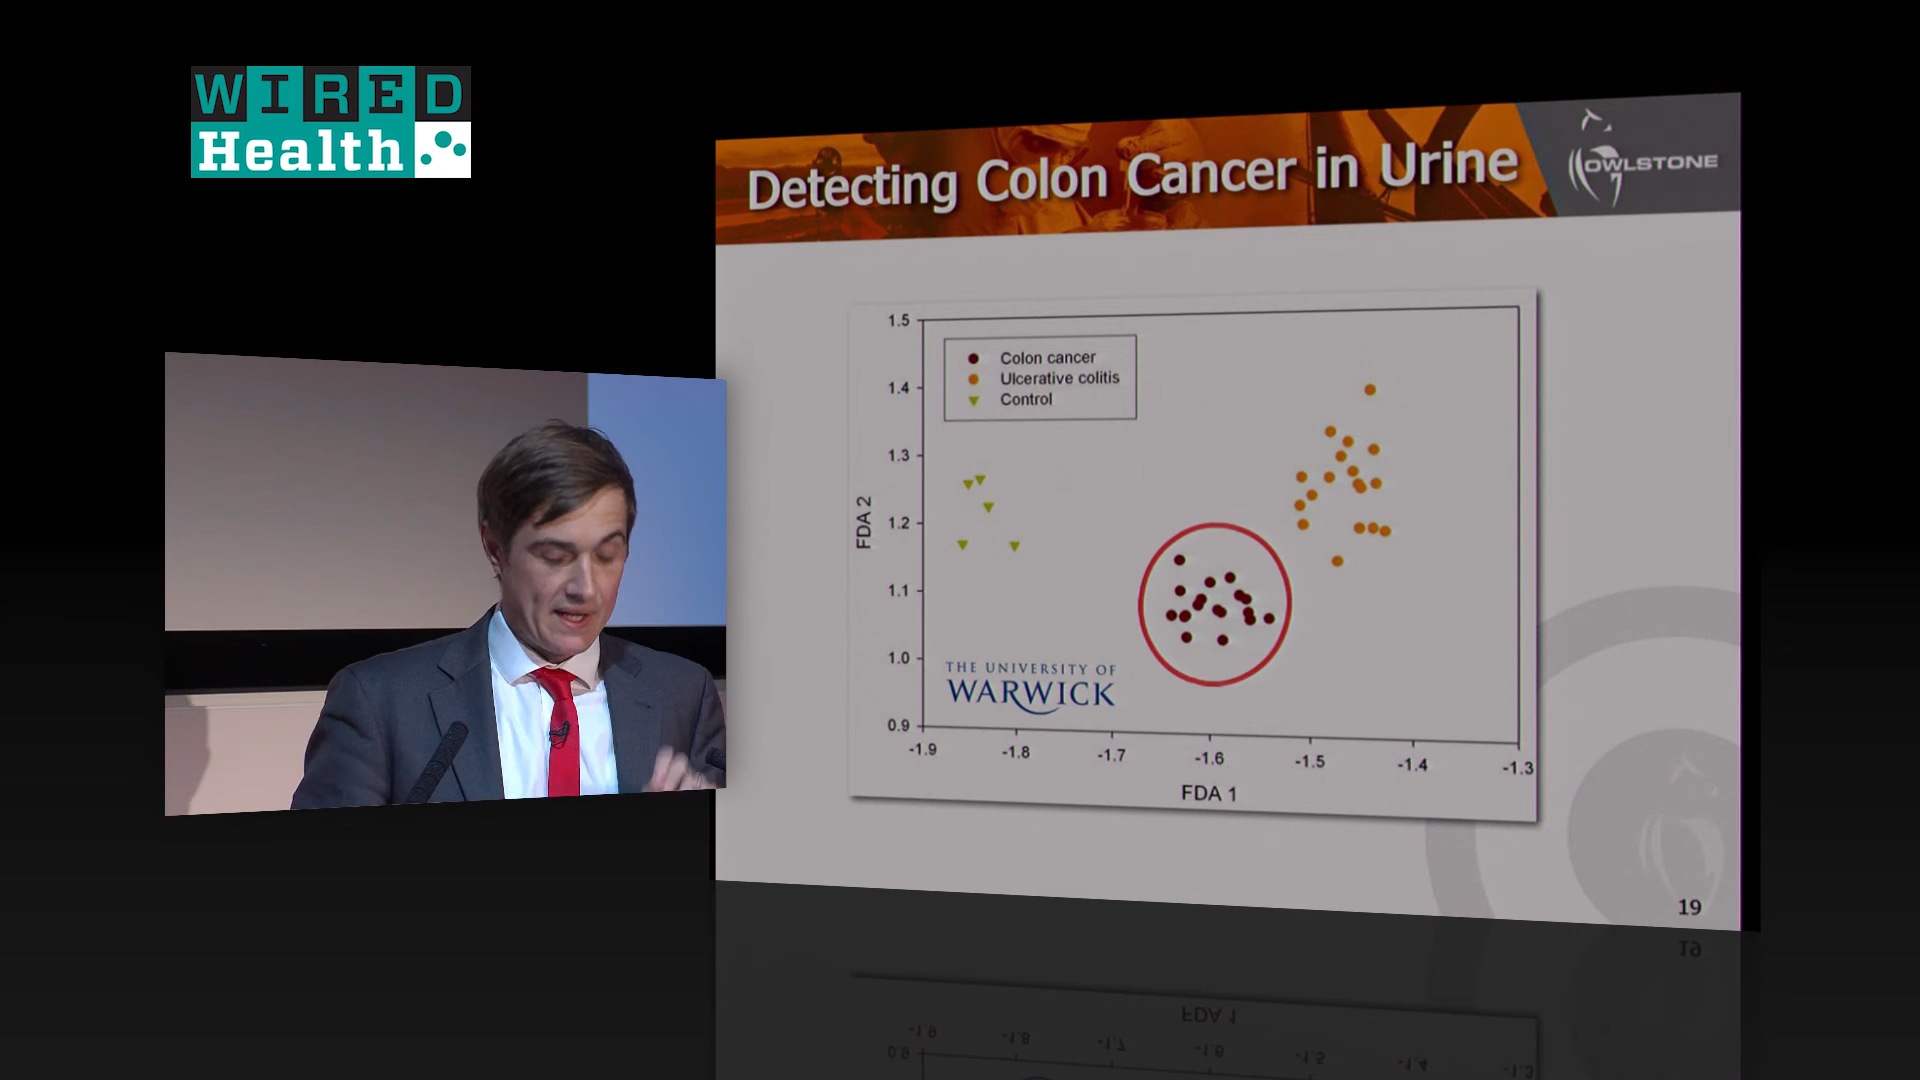 WIRED
Health
Detecting Colon Cancer in Urine
OWLSTONE
Colon cancer
Ulcerative colitis
Control
1.5
1.4
1.3
1.2
1.1
1.0
0.9
FDA 2
THE UNIVERSITY OF
WARWICK
-1.9 -1.8 -1.7 -1.6 -1.5 -1.4 -1.3
FDA 1
19